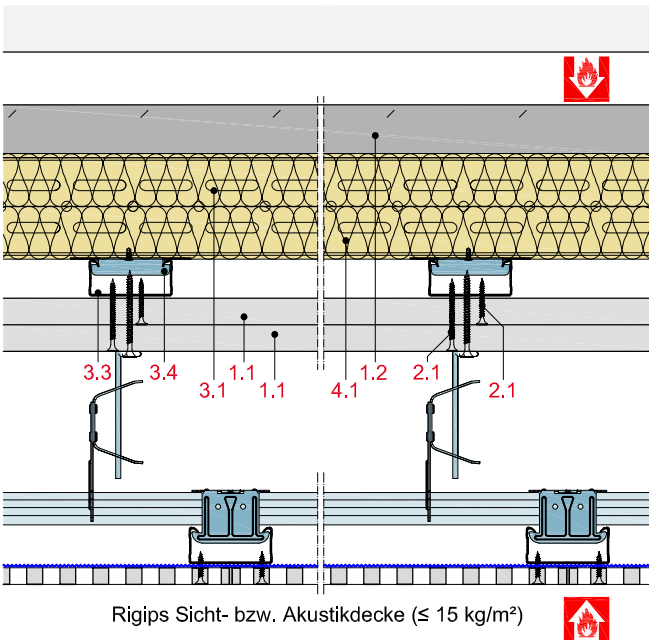 3.3 3.4 3.1 1.1 1.1 4.1 1.2 2.1 2.1
Rigips Sicht- bzw. Akustikdecke (≤ 15 kg/m²)